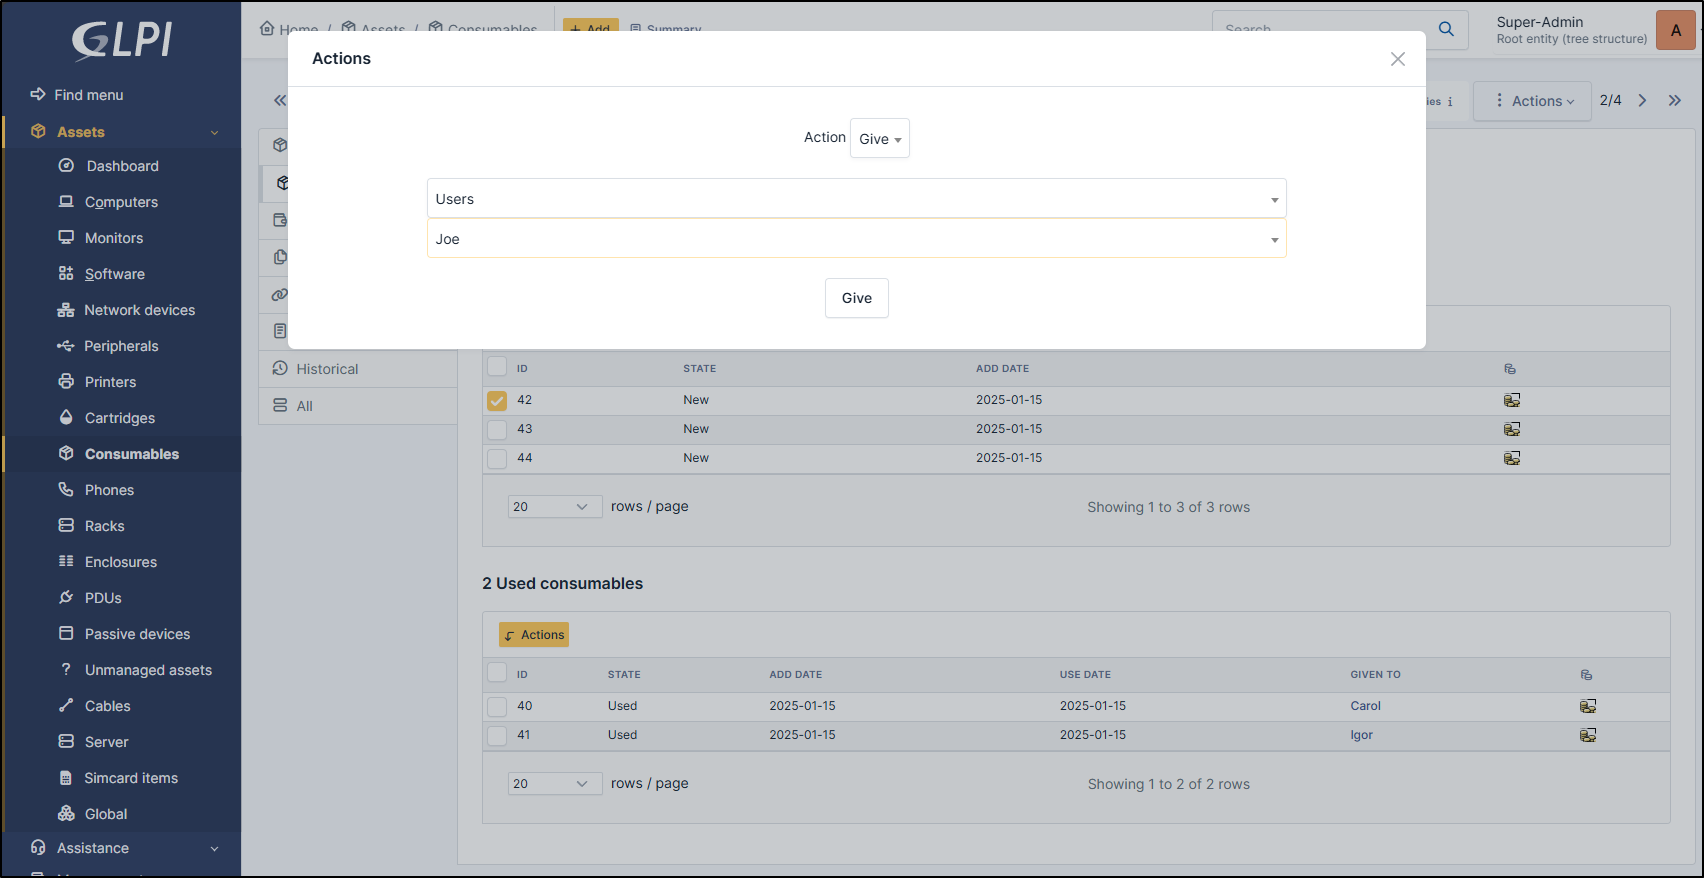 GLPI
Find menu
Assets
Dashboard
Computers
Monitors
Software
Network devices
Peripherals
Printers
Cartridges
Consumables
Phones
Racks
Enclosures
PDUs
Passive devices
Unmanaged assets
Cables
Server
Simcard items
Global
Assistance
Home / Assets / Consumables
+ Add
Summary
Search
Super-Admin
Root entity (tree structure)
A
Actions
2/4
Actions
Action Give
Users
Joe
Give
Historical
All
ID STATE ADD DATE
42 New 2025-01-15
43 New 2025-01-15
44 New 2025-01-15
20 rows / page Showing 1 to 3 of 3 rows
2 Used consumables
Actions
ID STATE ADD DATE USE DATE GIVEN TO
40 Used 2025-01-15 2025-01-15 Carol
41 Used 2025-01-15 2025-01-15 Igor
20 rows / page Showing 1 to 2 of 2 rows